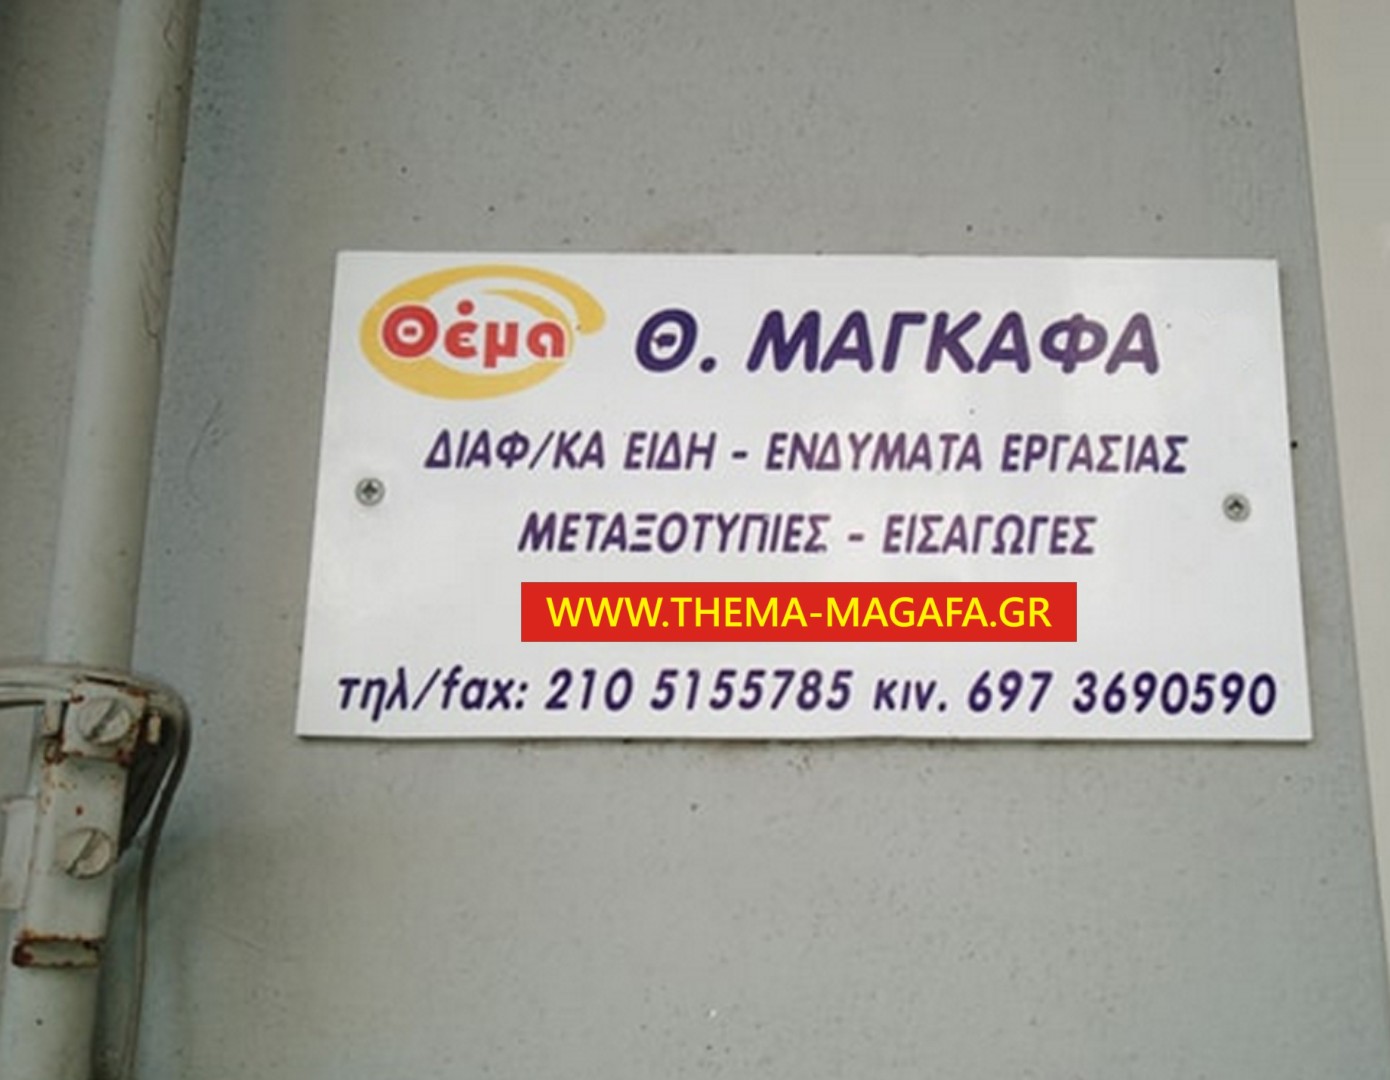 Θέμα Θ. ΜΑΓΚΑΦΑ
ΔΙΑΦ/ΚΑ ΕΙΔΗ - ΕΝΔΥΜΑΤΑ ΕΡΓΑΣΙΑΣ
ΜΕΤΑΞΟΤΥΠΙΕΣ - ΕΙΣΑΓΩΓΕΣ
WWW.THEMA-MAGAFA.GR
τηλ/fax: 210 5155785 κιν. 697 3690590